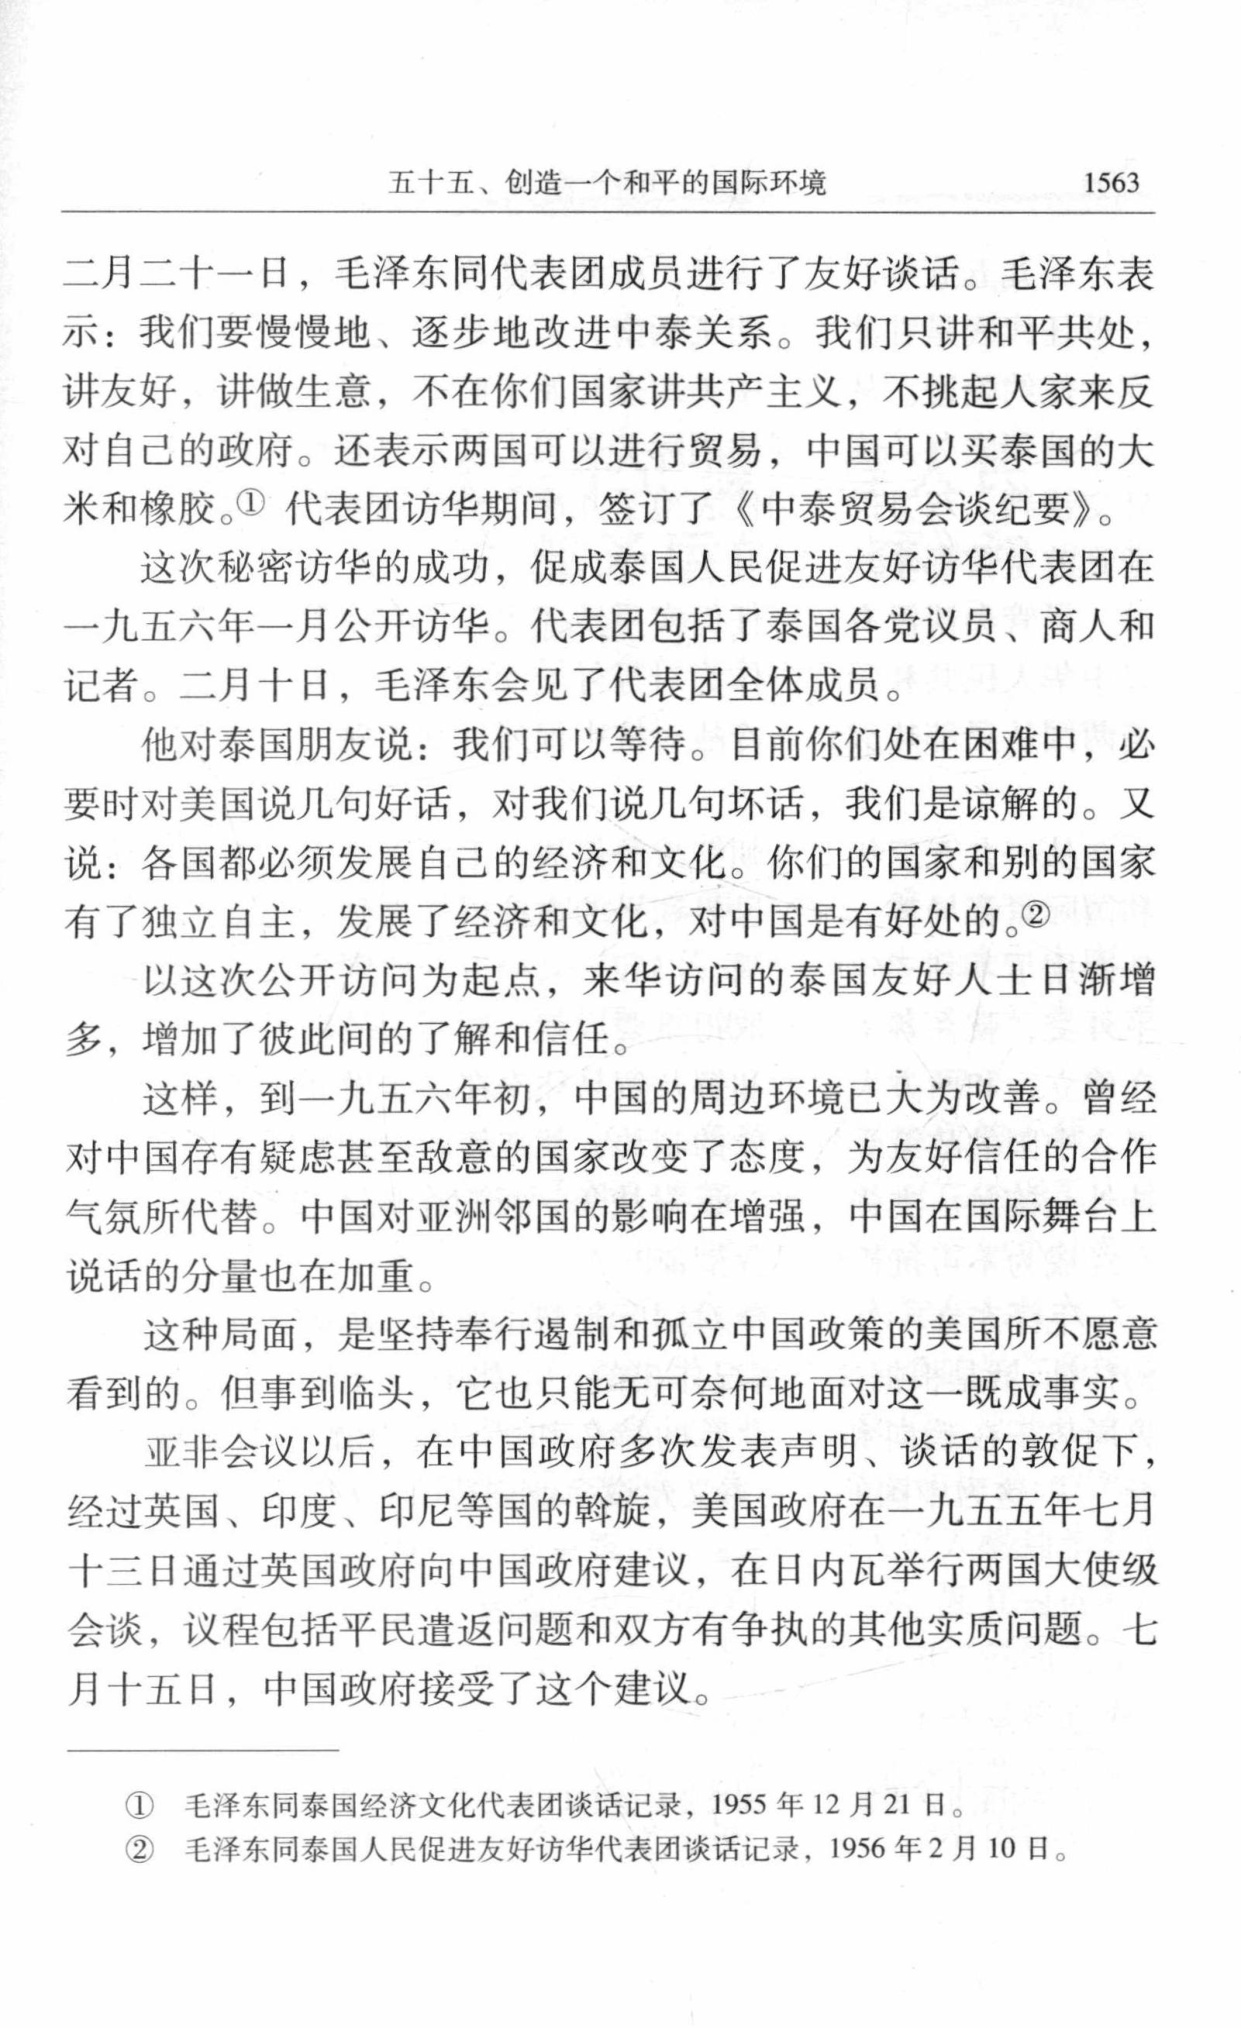 五十五、创造一个和平的国际环境 1563
二月二十一日，毛泽东同代表团成员进行了友好谈话。毛泽东表
示：我们要慢慢地、逐步地改进中泰关系。我们只讲和平共处，
讲友好，讲做生意，不在你们国家讲共产主义，不挑起人家来反
对自己的政府。还表示两国可以进行贸易，中国可以买泰国的大
米和橡胶。① 代表团访华期间，签订了《中泰贸易会谈纪要》。
这次秘密访华的成功，促成泰国人民促进友好访华代表团在
一九五六年一月公开访华。代表团包括了泰国各党议员、商人和
记者。二月十日，毛泽东会见了代表团全体成员。
他对泰国朋友说：我们可以等待。目前你们处在困难中，必
要时对美国说几句好话，对我们说几句坏话，我们是谅解的。又
说：各国都必须发展自己的经济和文化。你们的国家和别的国家
有了独立自主，发展了经济和文化，对中国是有好处的。②
以这次公开访问为起点，来华访问的泰国友好人士日渐增
多，增加了彼此间的了解和信任。
这样，到一九五六年初，中国的周边环境已大为改善。曾经
对中国存有疑虑甚至敌意的国家改变了态度，为友好信任的合作
气氛所代替。中国对亚洲邻国的影响在增强，中国在国际舞台上
说话的分量也在加重。
这种局面，是坚持奉行遏制和孤立中国政策的美国所不愿意
看到的。但事到临头，它也只能无可奈何地面对这一既成事实。
亚非会议以后，在中国政府多次发表声明、谈话的敦促下，
经过英国、印度、印尼等国的斡旋，美国政府在一九五五年七月
十三日通过英国政府向中国政府建议，在日内瓦举行两国大使级
会谈，议程包括平民遣返问题和双方有争执的其他实质问题。七
月十五日，中国政府接受了这个建议。
① 毛泽东同泰国经济文化代表团谈话记录，1955 年 12 月 21 日。
② 毛泽东同泰国人民促进友好访华代表团谈话记录，1956 年 2 月 10 日。